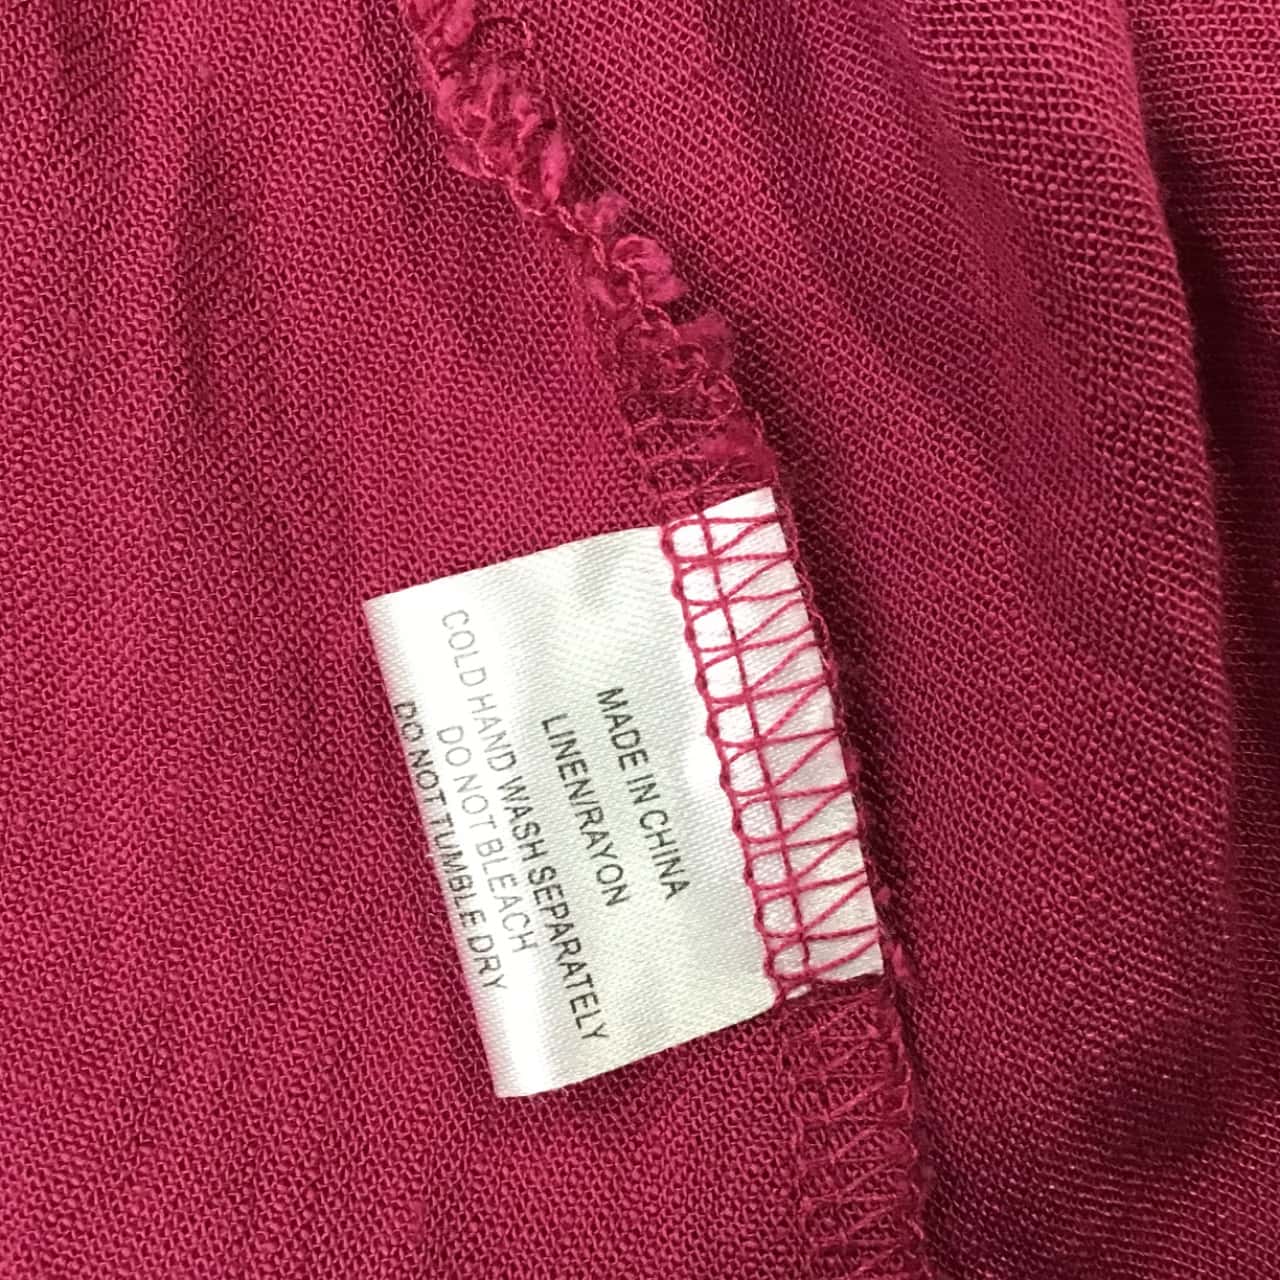 MADE IN CHINA
LINEN/RAYON
COLD HAND WASH SEPARATELY
DO NOT BLEACH
DO NOT TUMBLE DRY